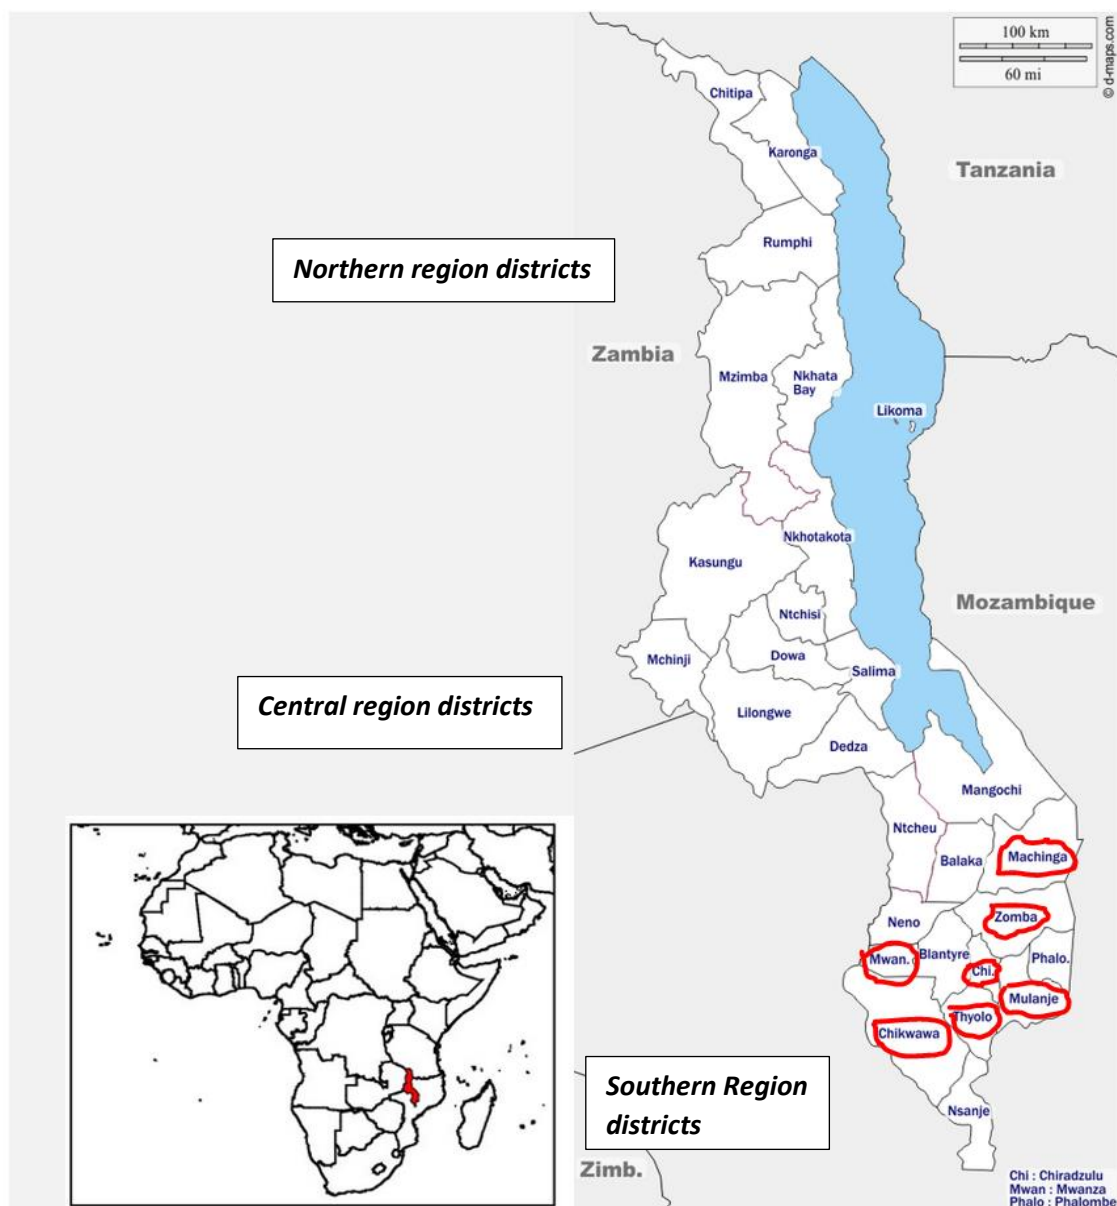 100 km
60 mi
© d-maps.com
Chitipa
Karonga
Tanzania
Rumphi
Northern region districts
Zambia
Mzimba
Nkhata
Bay
Likoma
Nkhotakota
Kasungu
Ntchisi
Mozambique
Mchinji
Dowa
Salima
Central region districts
Lilongwe
Dedza
Mangochi
Ntcheu
Balaka
Machinga
Neno
Zomba
Mwan.
Blantyre
Chi.
Phalo.
Mulanje
Thyolo
Chikwawa
Southern Region
districts
Nsanje
Zimb.
Chi : Chiradzulu
Mwan : Mwanza
Phalo : Phalombe